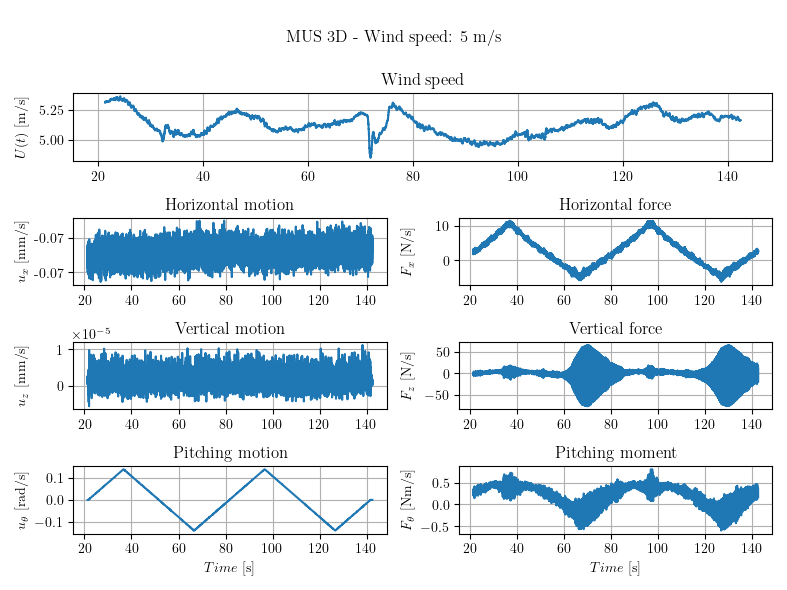 MUS 3D - Wind speed: 5 m/s
Wind speed
U(t) [m/s]
5.25
5.00
20 40 60 80 100 120 140
Horizontal motion
Horizontal force
u_x [mm/s]
-0.07
-0.07
20 40 60 80 100 120 140
F_x [N/s]
10
0
20 40 60 80 100 120 140
Vertical motion
Vertical force
×10⁻⁵
u_z [mm/s]
1
0
20 40 60 80 100 120 140
F_z [N/s]
50
0
−50
20 40 60 80 100 120 140
Pitching motion
Pitching moment
u_θ [rad/s]
0.1
0.0
−0.1
20 40 60 80 100 120 140
Time [s]
F_θ [Nm/s]
0.5
0.0
−0.5
20 40 60 80 100 120 140
Time [s]